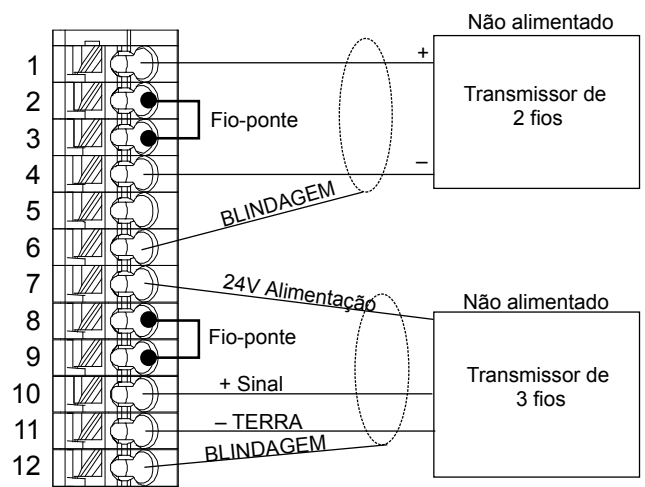 Não alimentado
1
+
Transmissor de
2 fios
2
Fio-ponte
3
4
–
5
BLINDAGEM
6
7
24V Alimentação
Não alimentado
8
Fio-ponte
9
Transmissor de
3 fios
10
+ Sinal
11
– TERRA
BLINDAGEM
12